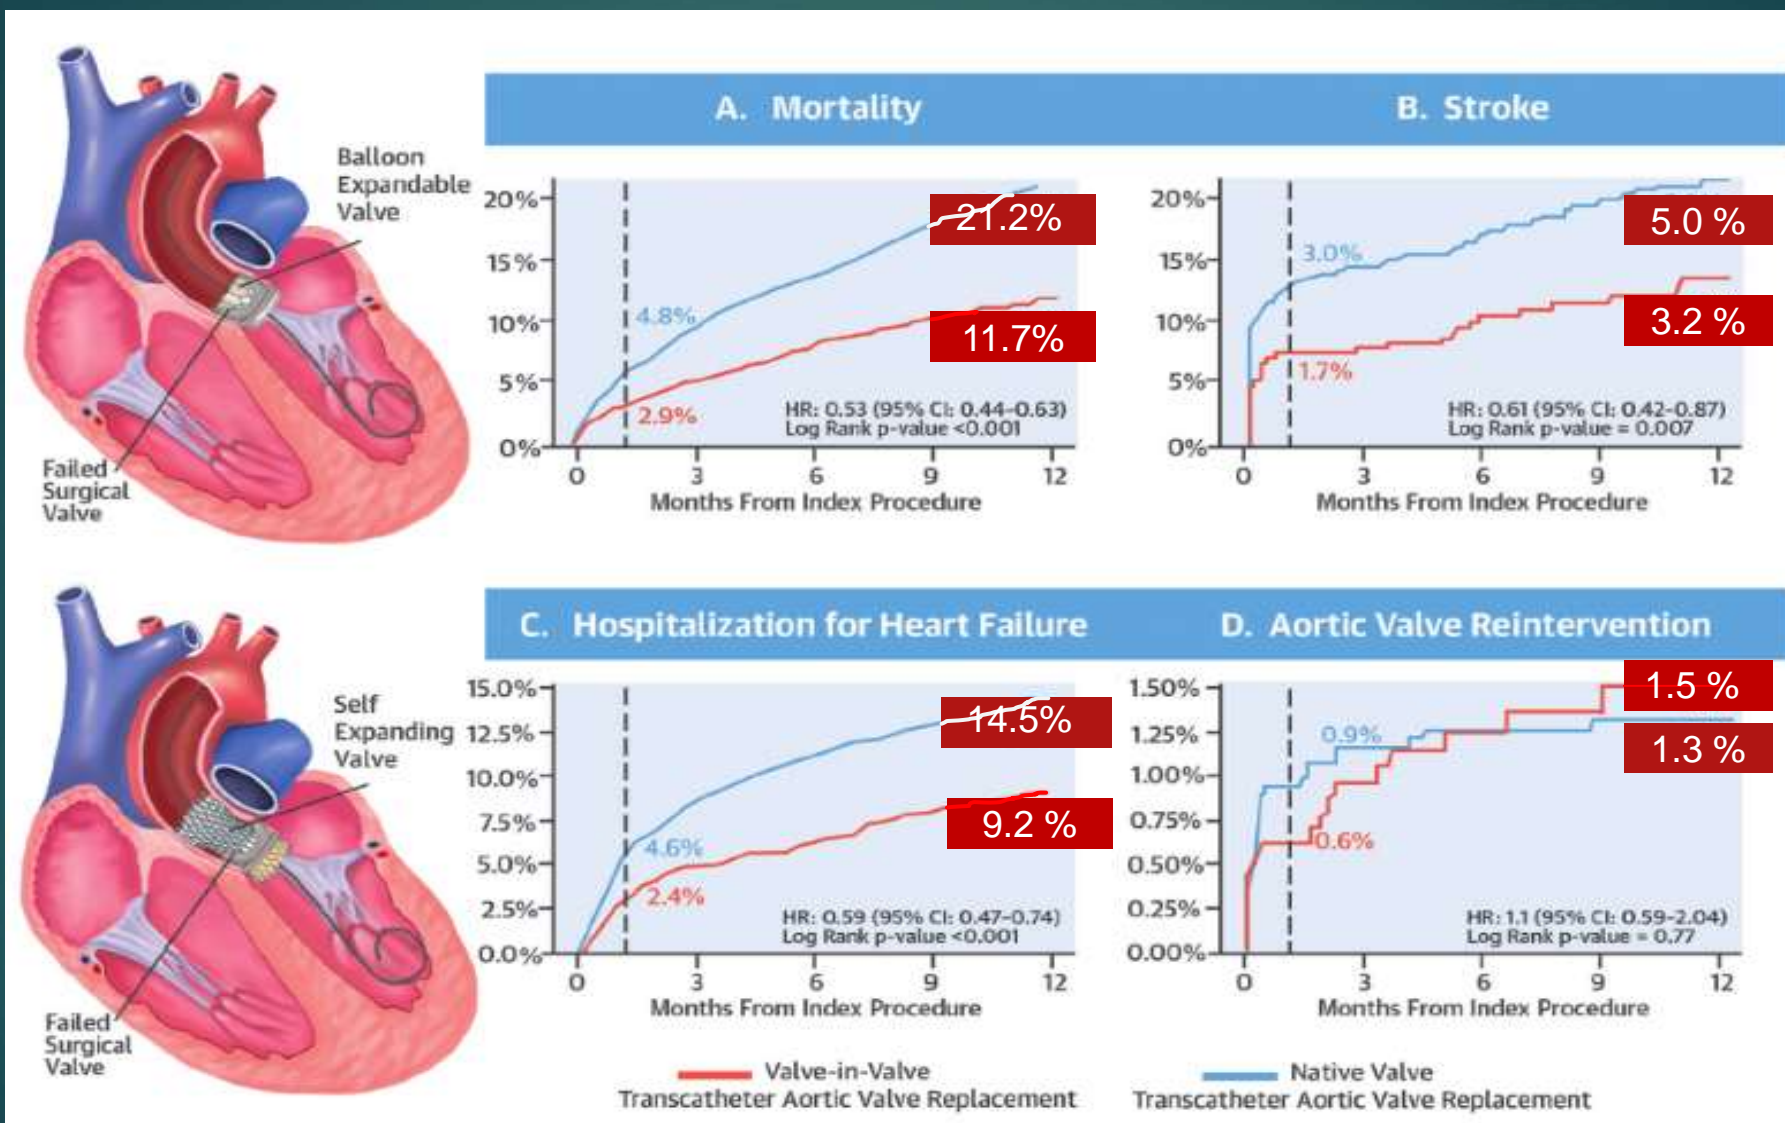 A. Mortality
B. Stroke
Balloon
Expandable
Valve
Failed
Surgical
Valve
20%
15%
10%
5%
0%
21.2%
4.8%
11.7%
2.9%
HR: 0.53 (95% CI: 0.44-0.63)
Log Rank p-value <0.001
0 3 6 9 12
Months From Index Procedure
20%
15%
10%
5%
0%
5.0 %
3.0%
3.2 %
1.7%
HR: 0.61 (95% CI: 0.42-0.87)
Log Rank p-value = 0.007
0 3 6 9 12
Months From Index Procedure
C. Hospitalization for Heart Failure
D. Aortic Valve Reintervention
Self
Expanding
Valve
Failed
Surgical
Valve
15.0%
12.5%
10.0%
7.5%
5.0%
2.5%
0.0%
14.5%
4.6%
9.2 %
2.4%
HR: 0.59 (95% CI: 0.47-0.74)
Log Rank p-value <0.001
0 3 6 9 12
Months From Index Procedure
1.50%
1.25%
1.00%
0.75%
0.50%
0.25%
0.00%
1.5 %
0.9%
1.3 %
0.6%
HR: 1.1 (95% CI: 0.59-2.04)
Log Rank p-value = 0.77
0 3 6 9 12
Months From Index Procedure
Valve-in-Valve
Transcatheter Aortic Valve Replacement
Native Valve
Transcatheter Aortic Valve Replacement